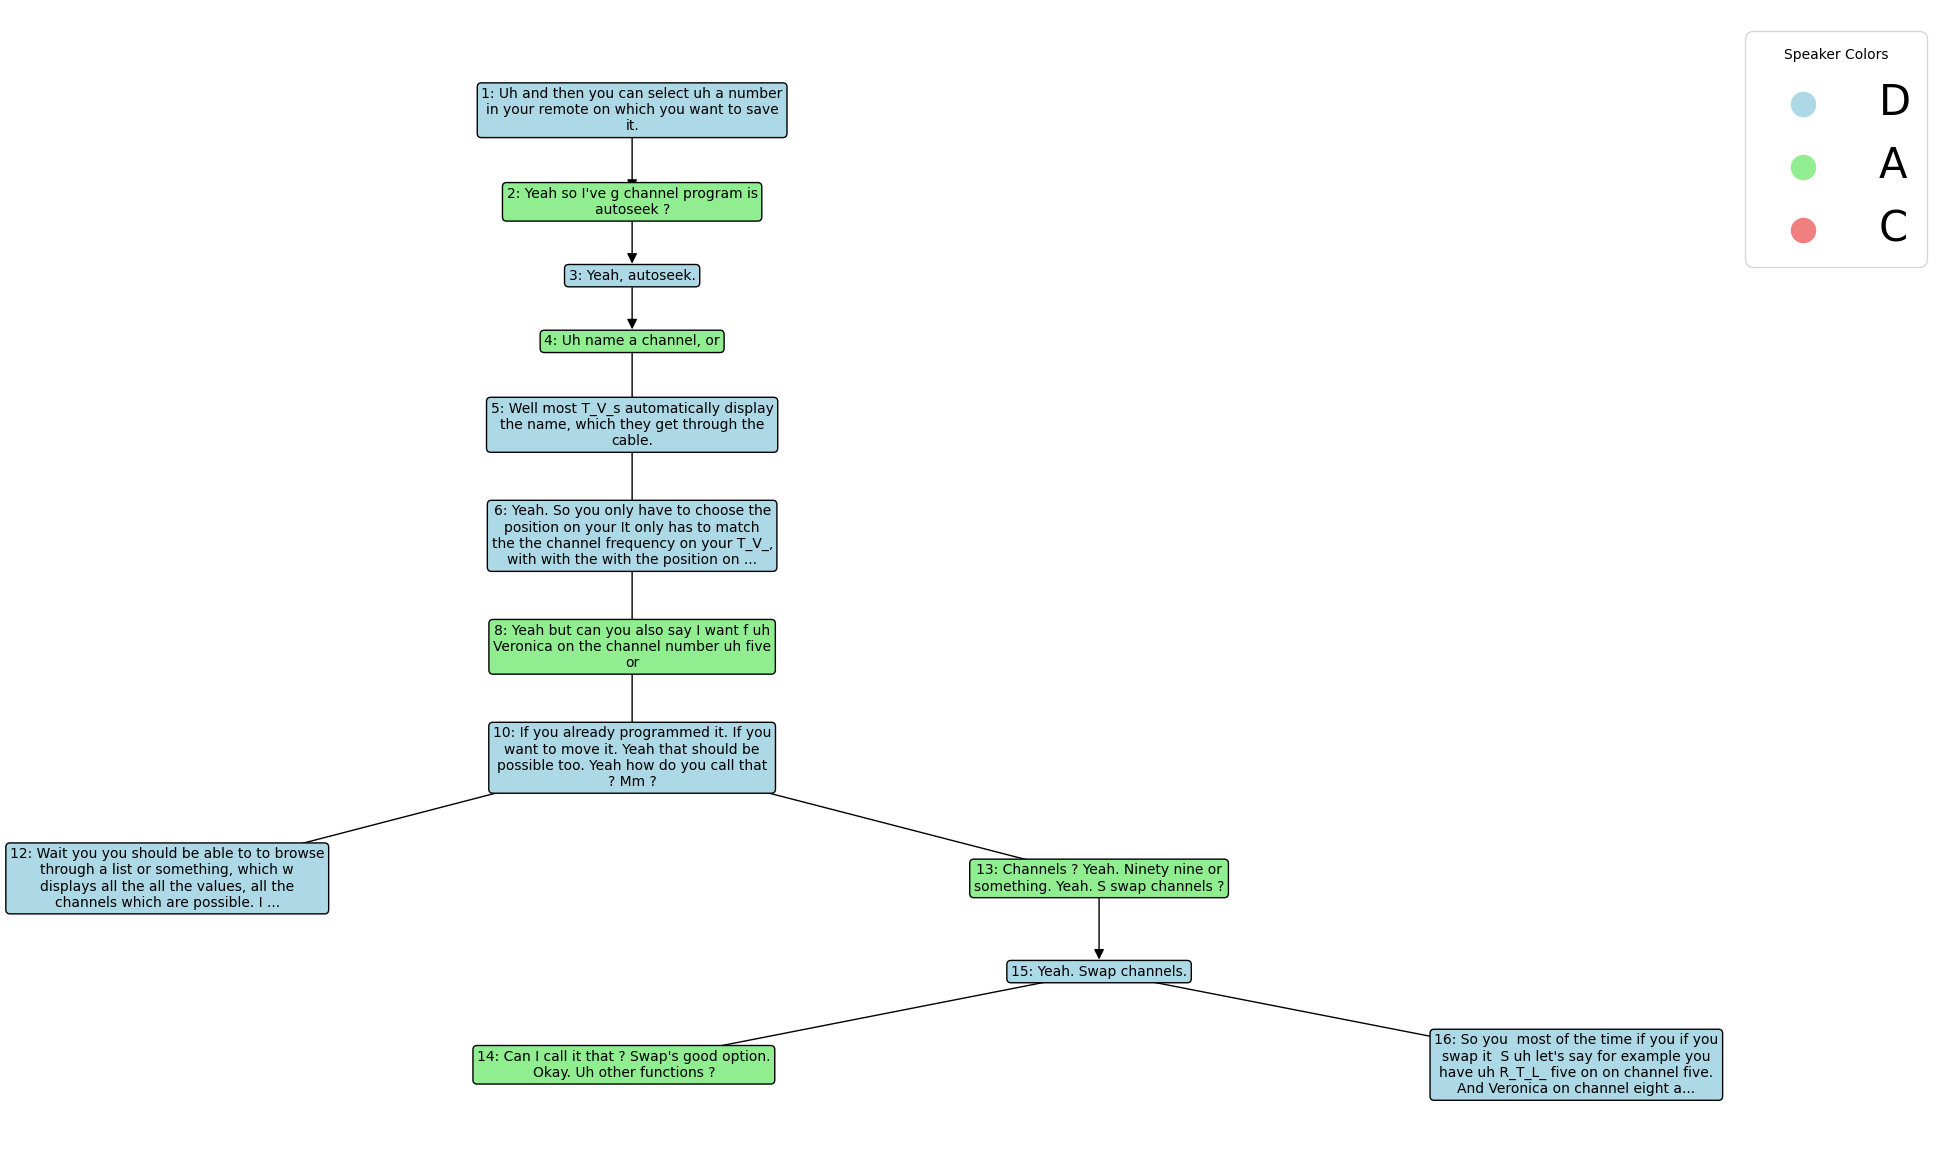 Speaker Colors
D
A
C
1: Uh and then you can select uh a number
in your remote on which you want to save
it.
2: Yeah so I've g channel program is
autoseek ?
3: Yeah, autoseek.
4: Uh name a channel, or
5: Well most T_V_s automatically display
the name, which they get through the
cable.
6: Yeah. So you only have to choose the
position on your It only has to match
the the channel frequency on your T_V_,
with with the with the position on ...
8: Yeah but can you also say I want f uh
Veronica on the channel number uh five
or
10: If you already programmed it. If you
want to move it. Yeah that should be
possible too. Yeah how do you call that
? Mm ?
12: Wait you you should be able to to browse
through a list or something, which w
displays all the all the values, all the
channels which are possible. I ...
13: Channels ? Yeah. Ninety nine or
something. Yeah. S swap channels ?
15: Yeah. Swap channels.
14: Can I call it that ? Swap's good option.
Okay. Uh other functions ?
16: So you  most of the time if you if you
swap it  S uh let's say for example you
have uh R_T_L_ five on on channel five.
And Veronica on channel eight a...